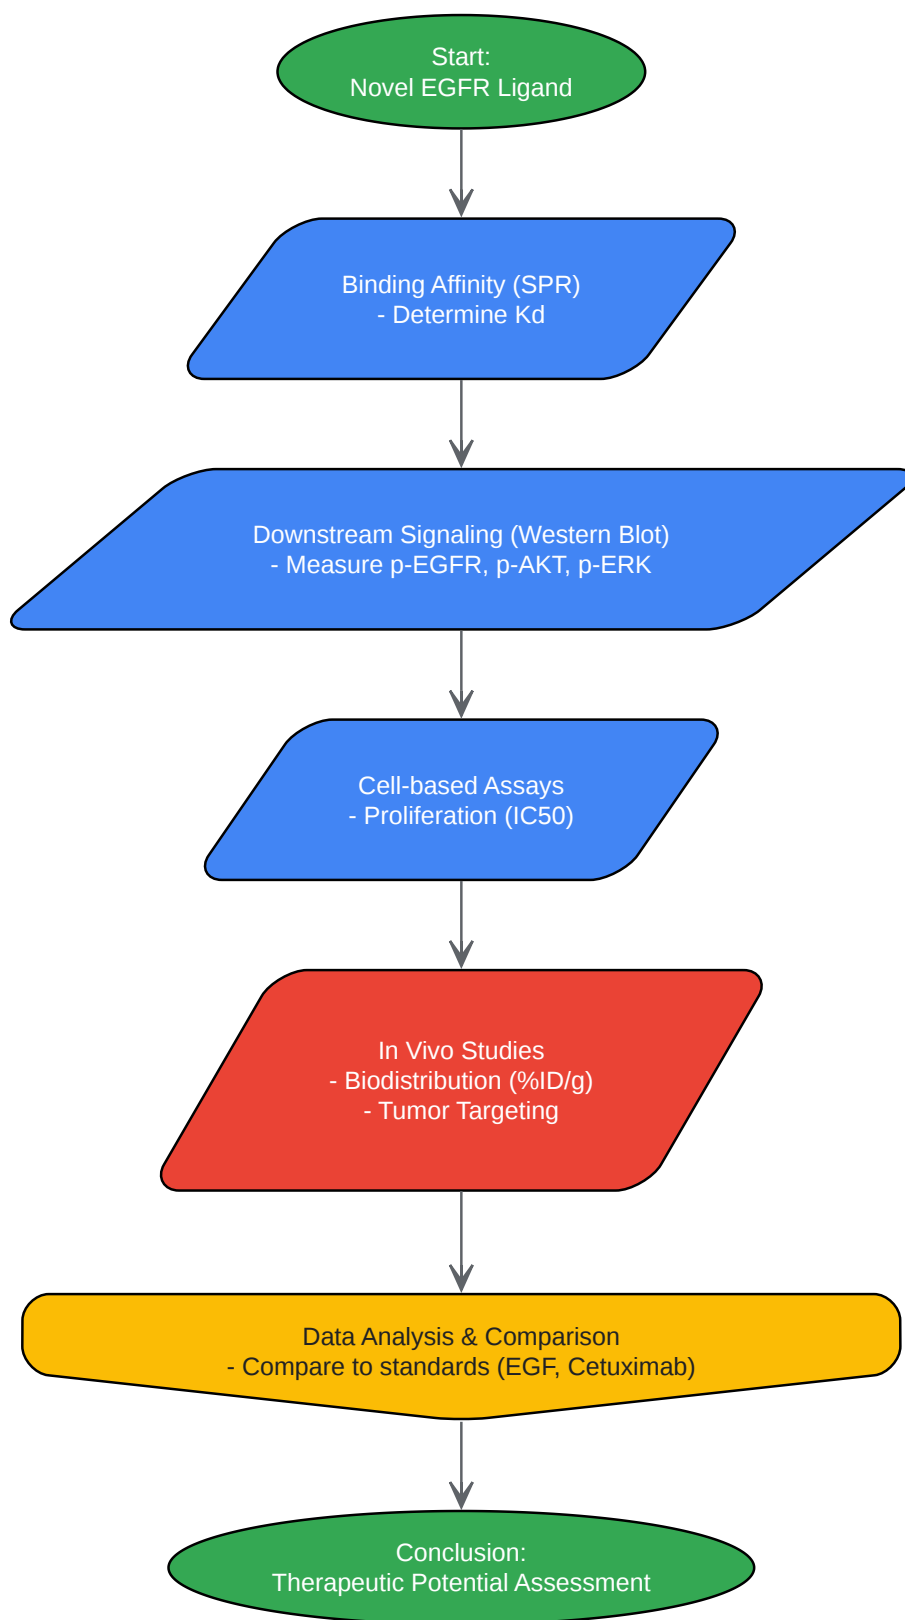 Start:
Novel EGFR Ligand
Binding Affinity (SPR)
- Determine Kd
Downstream Signaling (Western Blot)
- Measure p-EGFR, p-AKT, p-ERK
Cell-based Assays
- Proliferation (IC50)
In Vivo Studies
- Biodistribution (%ID/g)
- Tumor Targeting
Data Analysis & Comparison
- Compare to standards (EGF, Cetuximab)
Conclusion:
Therapeutic Potential Assessment